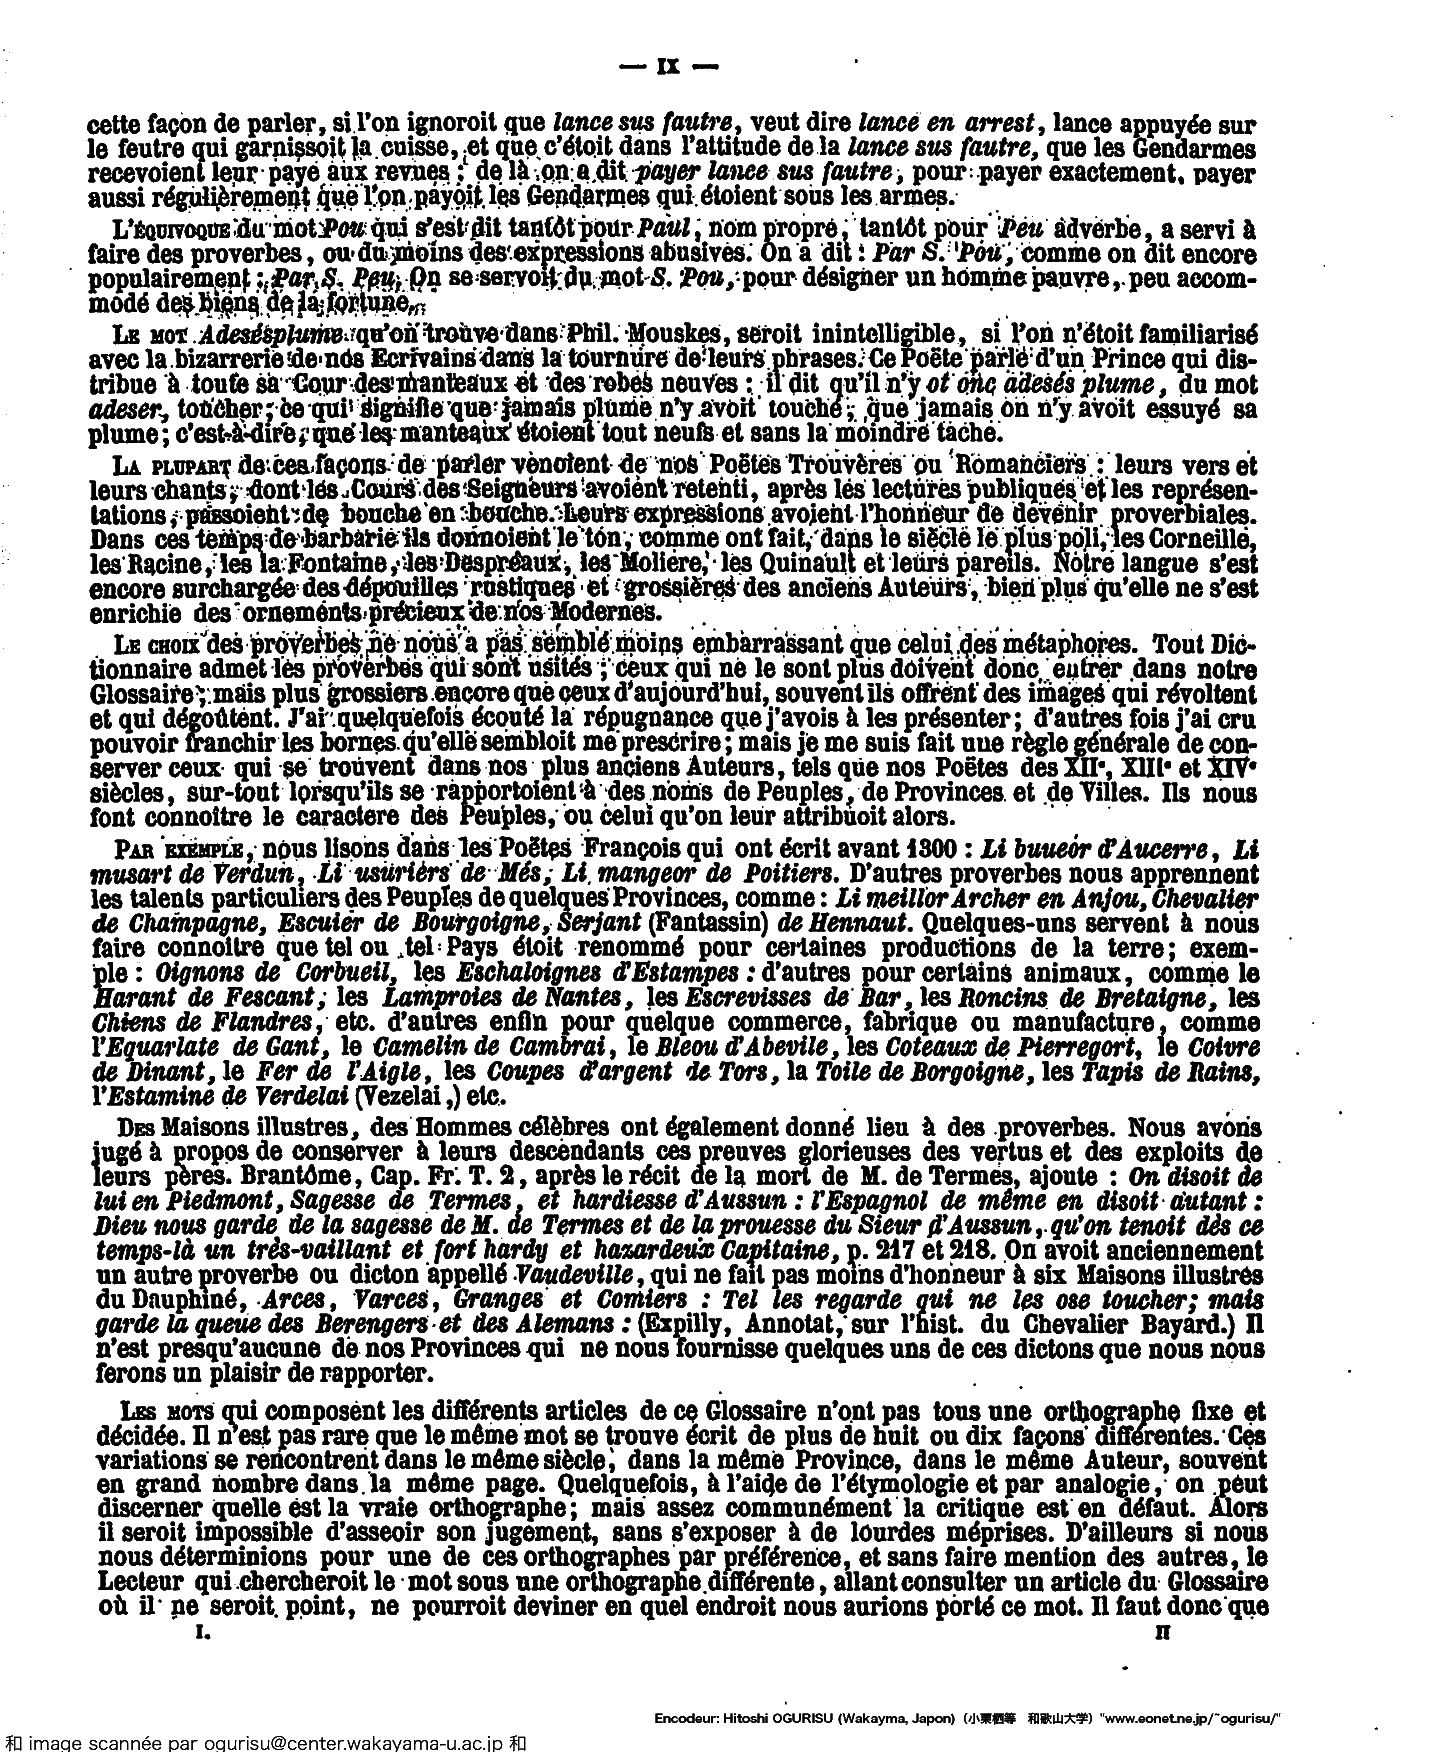 — IX —
cette façon de parler, si l'on ignoroit que lance sus fautre, veut dire lance en arrest, lance appuyée sur
le feutre qui garnissoit la cuisse, et que c'étoit dans l'attitude de la lance sus fautre, que les Gendarmes
recevoient leur paye aux revues ; de là on a dit payer lance sus fautre, pour payer exactement, payer
aussi régulièrement que l'on payoit les Gendarmes qui étoient sous les armes.
L'ÉQUIVOQUE du mot Pou qui s'est dit tantôt pour Paul, nom propre, tantôt pour Peu adverbe, a servi à
faire des proverbes, ou du moins des expressions abusives. On a dit : Par S. Pou, comme on dit encore
populairement : Par S. Peu. On se servoit du mot S. Pou, pour désigner un homme pauvre, peu accom-
modé des biens de la fortune.
LE MOT Adesésplume qu'on trouve dans Phil. Mouskes, seroit inintelligible, si l'on n'étoit familiarisé
avec la bizarrerie de nos Ecrivains dans la tournure de leurs phrases. Ce Poëte parle d'un Prince qui dis-
tribue à toute sa Cour des manteaux et des robes neuves : il dit qu'il n'y ot onc adesés plume, du mot
adeser, toucher ; ce qui signifie que jamais plume n'y avoit touché ; que jamais on n'y avoit essuyé sa
plume ; c'est-à-dire, que les manteaux étoient tout neufs et sans la moindre tache.
LA PLUPART de ces façons de parler venoient de nos Poëtes Trouvères ou Romanciers : leurs vers et
leurs chants, dont les Cours des Seigneurs avoient retenti, après les lectures publiques et les représen-
tations, passoient de bouche en bouche. Leurs expressions avoient l'honneur de devenir proverbiales.
Dans ces temps de barbarie ils donnoient le ton, comme ont fait, dans le siècle le plus poli, les Corneille,
les Racine, les la Fontaine, les Despréaux, les Molière, les Quinault et leurs pareils. Notre langue s'est
encore surchargée des dépouilles rustiques et grossières des anciens Auteurs, bien plus qu'elle ne s'est
enrichie des ornements précieux de nos Modernes.
LE CHOIX des proverbes ne nous a pas semblé moins embarrassant que celui des métaphores. Tout Dic-
tionnaire admet les proverbes qui sont usités ; ceux qui ne le sont plus doivent donc entrer dans notre
Glossaire ; mais plus grossiers encore que ceux d'aujourd'hui, souvent ils offrent des images qui révoltent
et qui dégoûtent. J'ai quelquefois écouté la répugnance que j'avois à les présenter ; d'autres fois j'ai cru
pouvoir franchir les bornes qu'elle sembloit me prescrire ; mais je me suis fait une règle générale de con-
server ceux qui se trouvent dans nos plus anciens Auteurs, tels que nos Poëtes des XIIe, XIIIe et XIVe
siècles, sur-tout lorsqu'ils se rapportoient à des noms de Peuples, de Provinces et de Villes. Ils nous
font connoître le caractere des Peuples, ou celui qu'on leur attribuoit alors.
PAR EXEMPLE, nous lisons dans les Poëtes François qui ont écrit avant 1300 : Li buueor d'Aucerre, Li
musart de Verdun, Li usuriers de Més, Li mangeor de Poitiers. D'autres proverbes nous apprennent
les talents particuliers des Peuples de quelques Provinces, comme : Li meillor Archer en Anjou, Chevalier
de Champagne, Escuier de Bourgoigne, Serjant (Fantassin) de Hennaut. Quelques-uns servent à nous
faire connoître que tel ou tel Pays étoit renommé pour certaines productions de la terre ; exem-
ple : Oignons de Corbueil, les Eschaloignes d'Estampes : d'autres pour certains animaux, comme le
Harant de Fescant, les Lamproies de Nantes, les Escrevisses de Bar, les Roncins de Bretaigne, les
Chiens de Flandres, etc. d'autres enfin pour quelque commerce, fabrique ou manufacture, comme
l'Equarlate de Gant, le Camelin de Cambrai, le Bleou d'Abevile, les Coteaux de Pierregort, le Coivre
de Dinant, le Fer de l'Aigle, les Coupes d'argent de Tors, la Toile de Borgoigne, les Tapis de Rains,
l'Estamine de Verdelai (Vezelai,) etc.
DES Maisons illustres, des Hommes célèbres ont également donné lieu à des proverbes. Nous avons
jugé à propos de conserver à leurs descendants ces preuves glorieuses des vertus et des exploits de
leurs pères. Brantôme, Cap. Fr. T. 2, après le récit de la mort de M. de Termes, ajoute : On disoit de
lui en Piedmont, Sagesse de Termes, et hardiesse d'Aussun : l'Espagnol de même en disoit autant :
Dieu nous garde de la sagesse de M. de Termes et de la prouesse du Sieur d'Aussun, qu'on tenoit dés ce
temps-là un trés-vaillant et fort hardy et hazardeux Capitaine, p. 217 et 218. On avoit anciennement
un autre proverbe ou dicton appellé Vaudeville, qui ne fait pas moins d'honneur à six Maisons illustres
du Dauphiné, Arces, Varces, Granges et Comiers : Tel les regarde qui ne les ose toucher ; mais
garde la queue des Berengers et des Alemans : (Expilly, Annotat, sur l'hist. du Chevalier Bayard.) Il
n'est presqu'aucune de nos Provinces qui ne nous fournisse quelques uns de ces dictons que nous nous
ferons un plaisir de rapporter.
LES MOTS qui composent les différents articles de ce Glossaire n'ont pas tous une orthographe fixe et
décidée. Il n'est pas rare que le même mot se trouve écrit de plus de huit ou dix façons différentes. Ces
variations se rencontrent dans le même siècle, dans la même Province, dans le même Auteur, souvent
en grand nombre dans la même page. Quelquefois, à l'aide de l'étymologie et par analogie, on peut
discerner quelle est la vraie orthographe ; mais assez communément la critique est en défaut. Alors
il seroit impossible d'asseoir son jugement, sans s'exposer à de lourdes méprises. D'ailleurs si nous
nous déterminions pour une de ces orthographes par préférence, et sans faire mention des autres, le
Lecteur qui chercheroit le mot sous une orthographe différente, allant consulter un article du Glossaire
où il ne seroit point, ne pourroit deviner en quel endroit nous aurions porté ce mot. Il faut donc que
I. II
Encodeur: Hitoshi OGURISU (Wakayma, Japon) (小栗栖等 和歌山大学) "www.eonet.ne.jp/~ogurisu/"
和 image scannée par ogurisu@center.wakayama-u.ac.jp 和